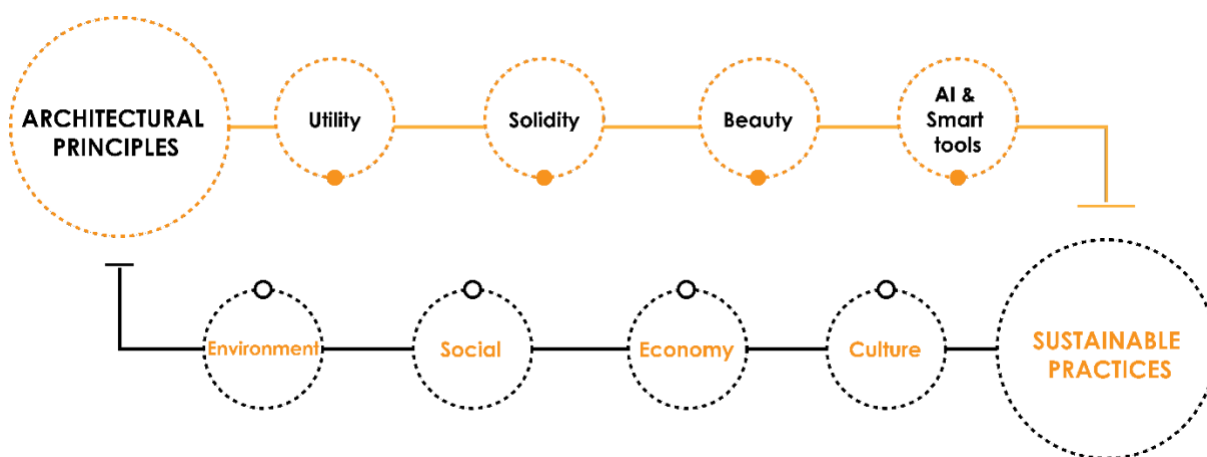 ARCHITECTURAL
PRINCIPLES
Utility
Solidity
Beauty
AI &
Smart
tools
Environment
Social
Economy
Culture
SUSTAINABLE
PRACTICES